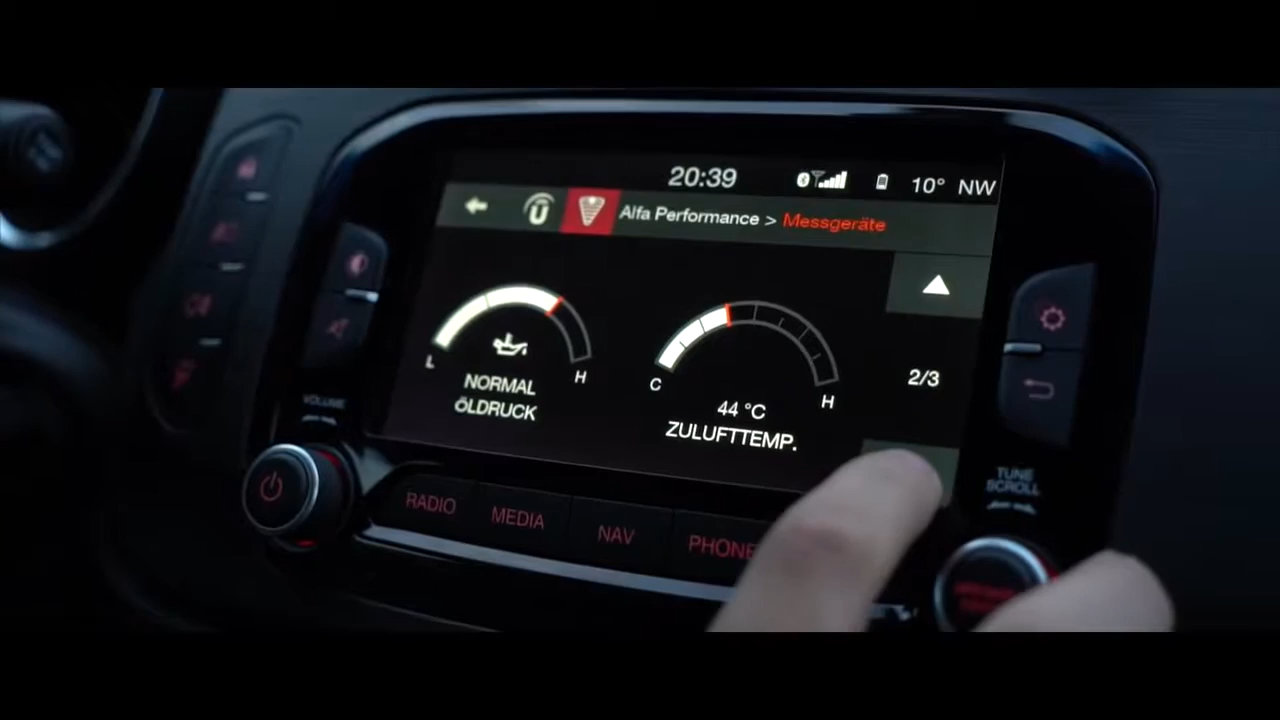 20:39 10° NW
Alfa Performance > Messgeräte
L H
NORMAL
ÖLDRUCK
C H
44 °C
ZULUFTTEMP.
2/3
VOLUME
TUNE
SCROLL
RADIO MEDIA NAV PHONE